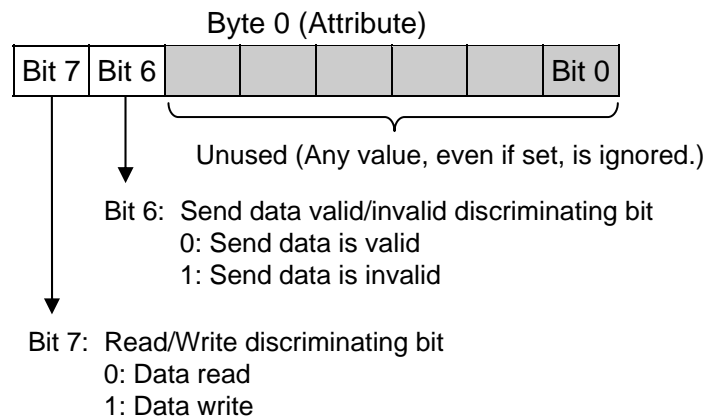 Byte 0 (Attribute)
Bit 7 Bit 6 Bit 0
Unused (Any value, even if set, is ignored.)
Bit 6: Send data valid/invalid discriminating bit
0: Send data is valid
1: Send data is invalid
Bit 7: Read/Write discriminating bit
0: Data read
1: Data write